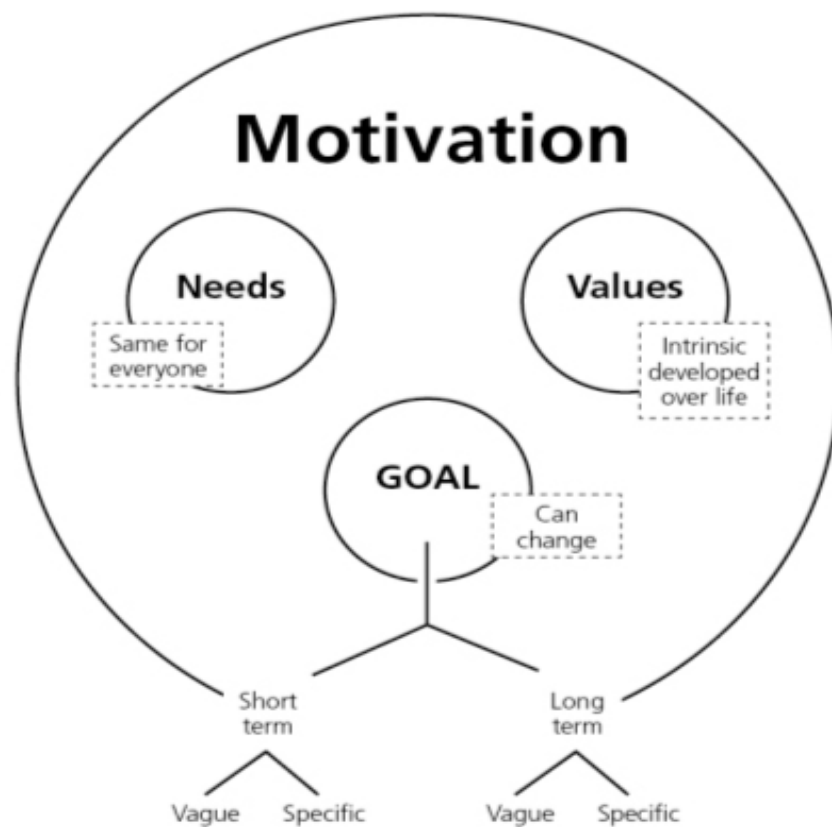 Motivation
Needs
Values
Same for
everyone
Intrinsic
developed
over life
GOAL
Can
change
Short
term
Long
term
Vague
Specific
Vague
Specific